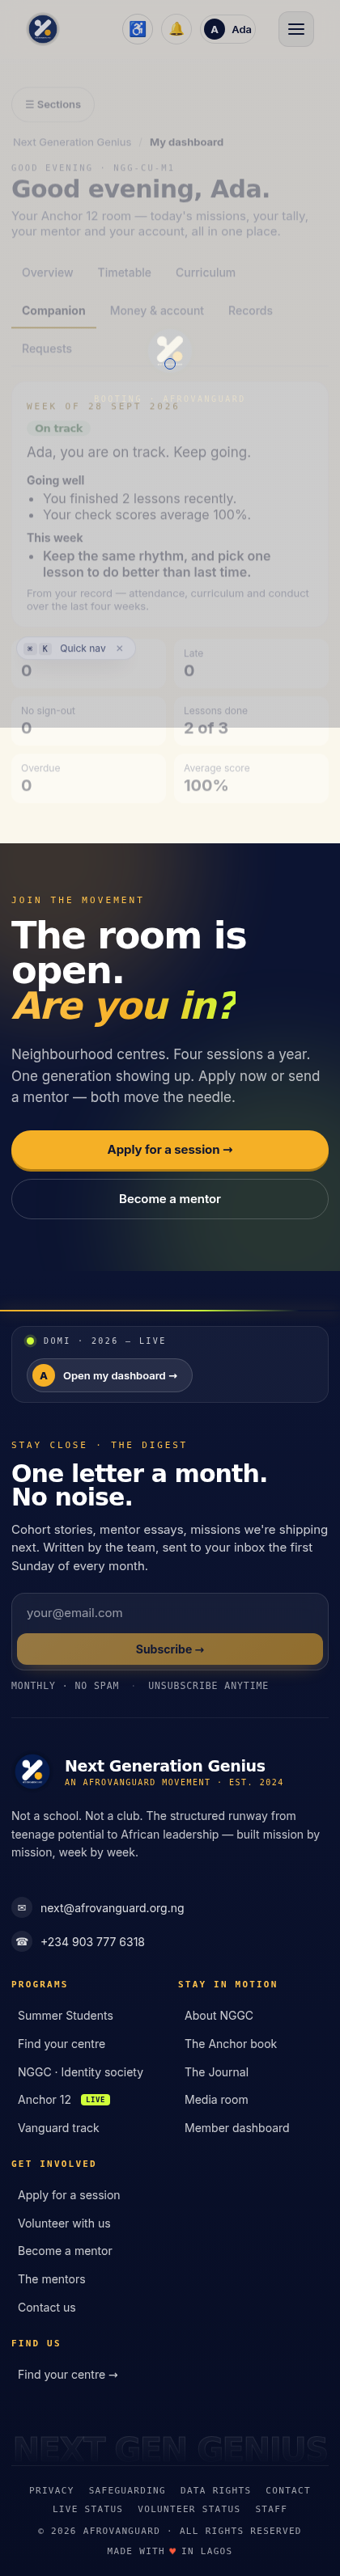 A Ada
☰ Sections
Next Generation Genius / My dashboard
GOOD EVENING · NGG-CU-M1
Good evening, Ada.
Your Anchor 12 room — today's missions, your tally,
your mentor and your account, all in one place.
Overview Timetable Curriculum
Companion Money & account Records
Requests
BOOTING · AFROVANGUARD
WEEK OF 28 SEPT 2026
On track
Ada, you are on track. Keep going.
Going well
• You finished 2 lessons recently.
• Your check scores average 100%.
This week
• Keep the same rhythm, and pick one
lesson to do better than last time.
From your record — attendance, curriculum and conduct
over the last four weeks.
⌘ K Quick nav ×
0
Late
0
No sign-out
0
Lessons done
2 of 3
Overdue
0
Average score
100%
JOIN THE MOVEMENT
The room is
open.
Are you in?
Neighbourhood centres. Four sessions a year.
One generation showing up. Apply now or send
a mentor — both move the needle.
Apply for a session →
Become a mentor
DOMI · 2026 — LIVE
A Open my dashboard →
STAY CLOSE · THE DIGEST
One letter a month.
No noise.
Cohort stories, mentor essays, missions we're shipping
next. Written by the team, sent to your inbox the first
Sunday of every month.
your@email.com
Subscribe →
MONTHLY · NO SPAM · UNSUBSCRIBE ANYTIME
Next Generation Genius
AN AFROVANGUARD MOVEMENT · EST. 2024
Not a school. Not a club. The structured runway from
teenage potential to African leadership — built mission by
mission, week by week.
✉ next@afrovanguard.org.ng
☎ +234 903 777 6318
PROGRAMS
Summer Students
Find your centre
NGGC · Identity society
Anchor 12 LIVE
Vanguard track
STAY IN MOTION
About NGGC
The Anchor book
The Journal
Media room
Member dashboard
GET INVOLVED
Apply for a session
Volunteer with us
Become a mentor
The mentors
Contact us
FIND US
Find your centre →
NEXT GEN GENIUS
PRIVACY SAFEGUARDING DATA RIGHTS CONTACT
LIVE STATUS VOLUNTEER STATUS STAFF
© 2026 AFROVANGUARD · ALL RIGHTS RESERVED
MADE WITH ♥ IN LAGOS